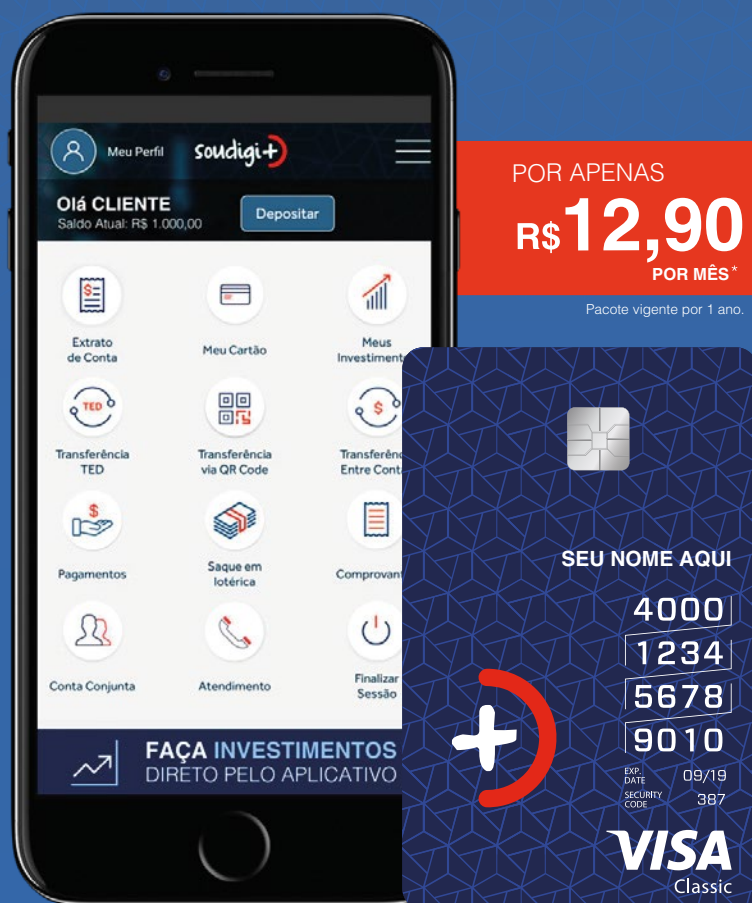 Meu Perfil
soudigi+
Olá CLIENTE
Saldo Atual: R$ 1.000,00
Depositar
Extrato
de Conta
Meu Cartão
Meus
Investiment
TED
Transferência
TED
Transferência
via QR Code
Transferên
Entre Cont
Pagamentos
Saque em
lotérica
Comprovan
Conta Conjunta
Atendimento
Finalizar
Sessão
FAÇA INVESTIMENTOS
DIRETO PELO APLICATIVO
POR APENAS
R$12,90
POR MÊS*
Pacote vigente por 1 ano.
SEU NOME AQUI
4000
1234
5678
9010
EXP.
DATE
09/19
SECURITY
CODE
387
VISA
Classic